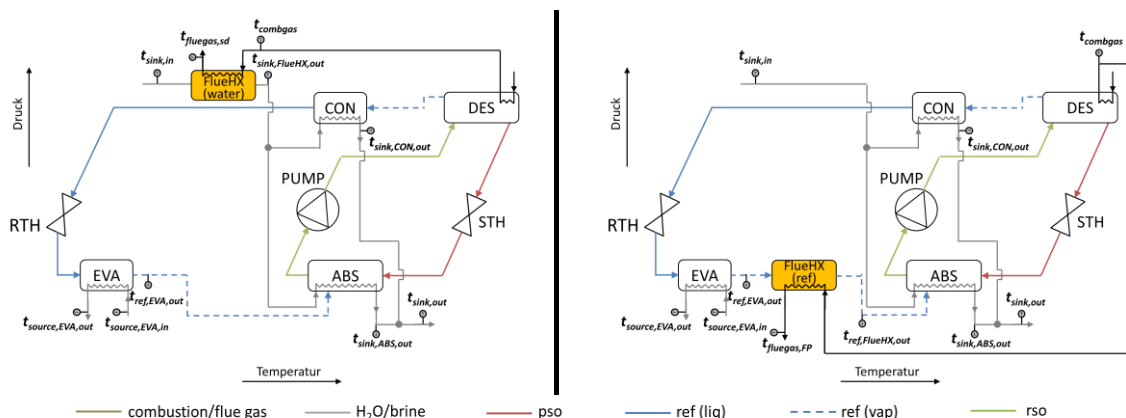 t_combgas
t_fluegas,sd
t_sink,in
t_sink,FlueHX,out
FlueHX
(water)
CON
DES
t_sink,CON,out
Druck
PUMP
RTH
STH
EVA
ABS
t_ref,EVA,out
t_source,EVA,out
t_source,EVA,in
t_sink,out
t_sink,ABS,out
Temperatur
t_combgas
t_sink,in
CON
DES
t_sink,CON,out
Druck
PUMP
RTH
STH
EVA
FlueHX
(ref)
ABS
t_ref,EVA,out
t_source,EVA,out
t_source,EVA,in
t_fluegas,FP
t_ref,FlueHX,out
t_sink,out
t_sink,ABS,out
Temperatur
combustion/flue gas
H₂O/brine
pso
ref (liq)
ref (vap)
rso